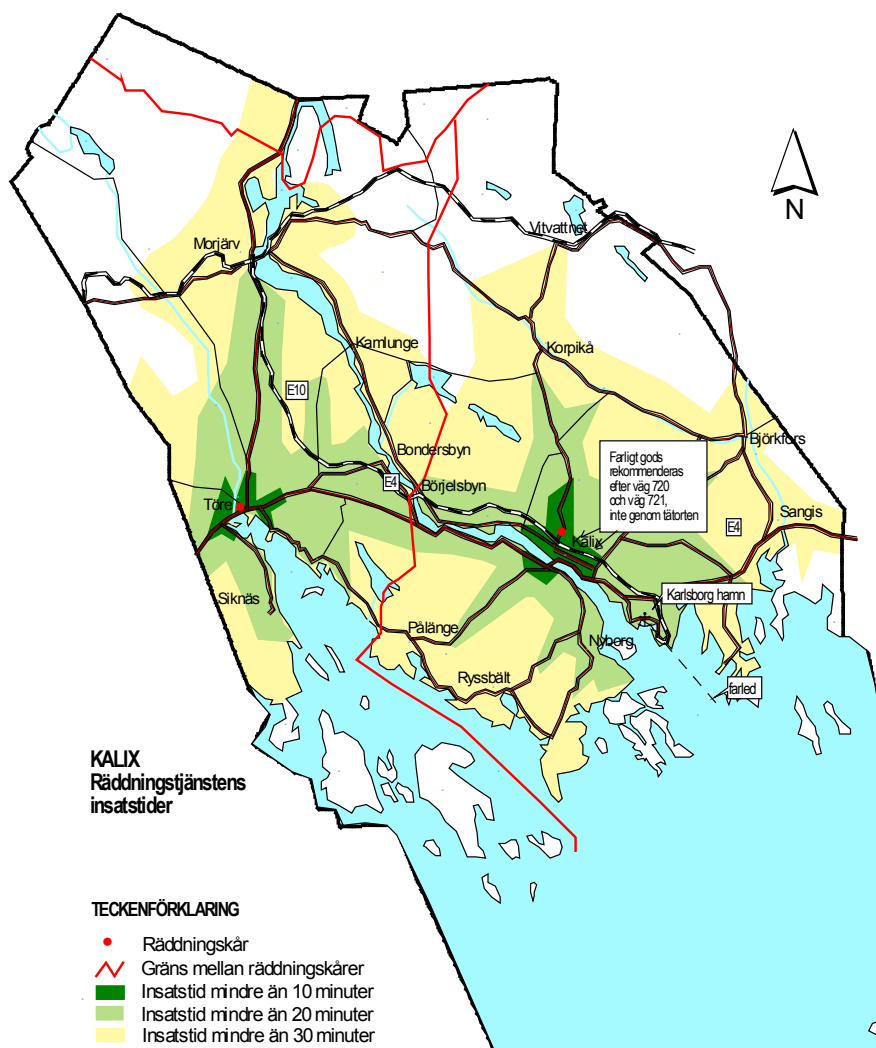 N
Vitvattnet
Morjärv
Kamlunge
Korpikå
E10
Björkfors
Bondersbyn
Farligt gods
rekommenderas
efter väg 720
och väg 721,
inte genom tätorten
E4
Börjelsbyn
Töre
Sangis
E4
Kalix
Karlsborg hamn
Siknäs
Pålänge
Nyborg
Ryssbält
farled
KALIX
Räddningstjänstens
insatstider
TECKENFÖRKLARING
Räddningskår
Gräns mellan räddningskårer
Insatstid mindre än 10 minuter
Insatstid mindre än 20 minuter
Insatstid mindre än 30 minuter